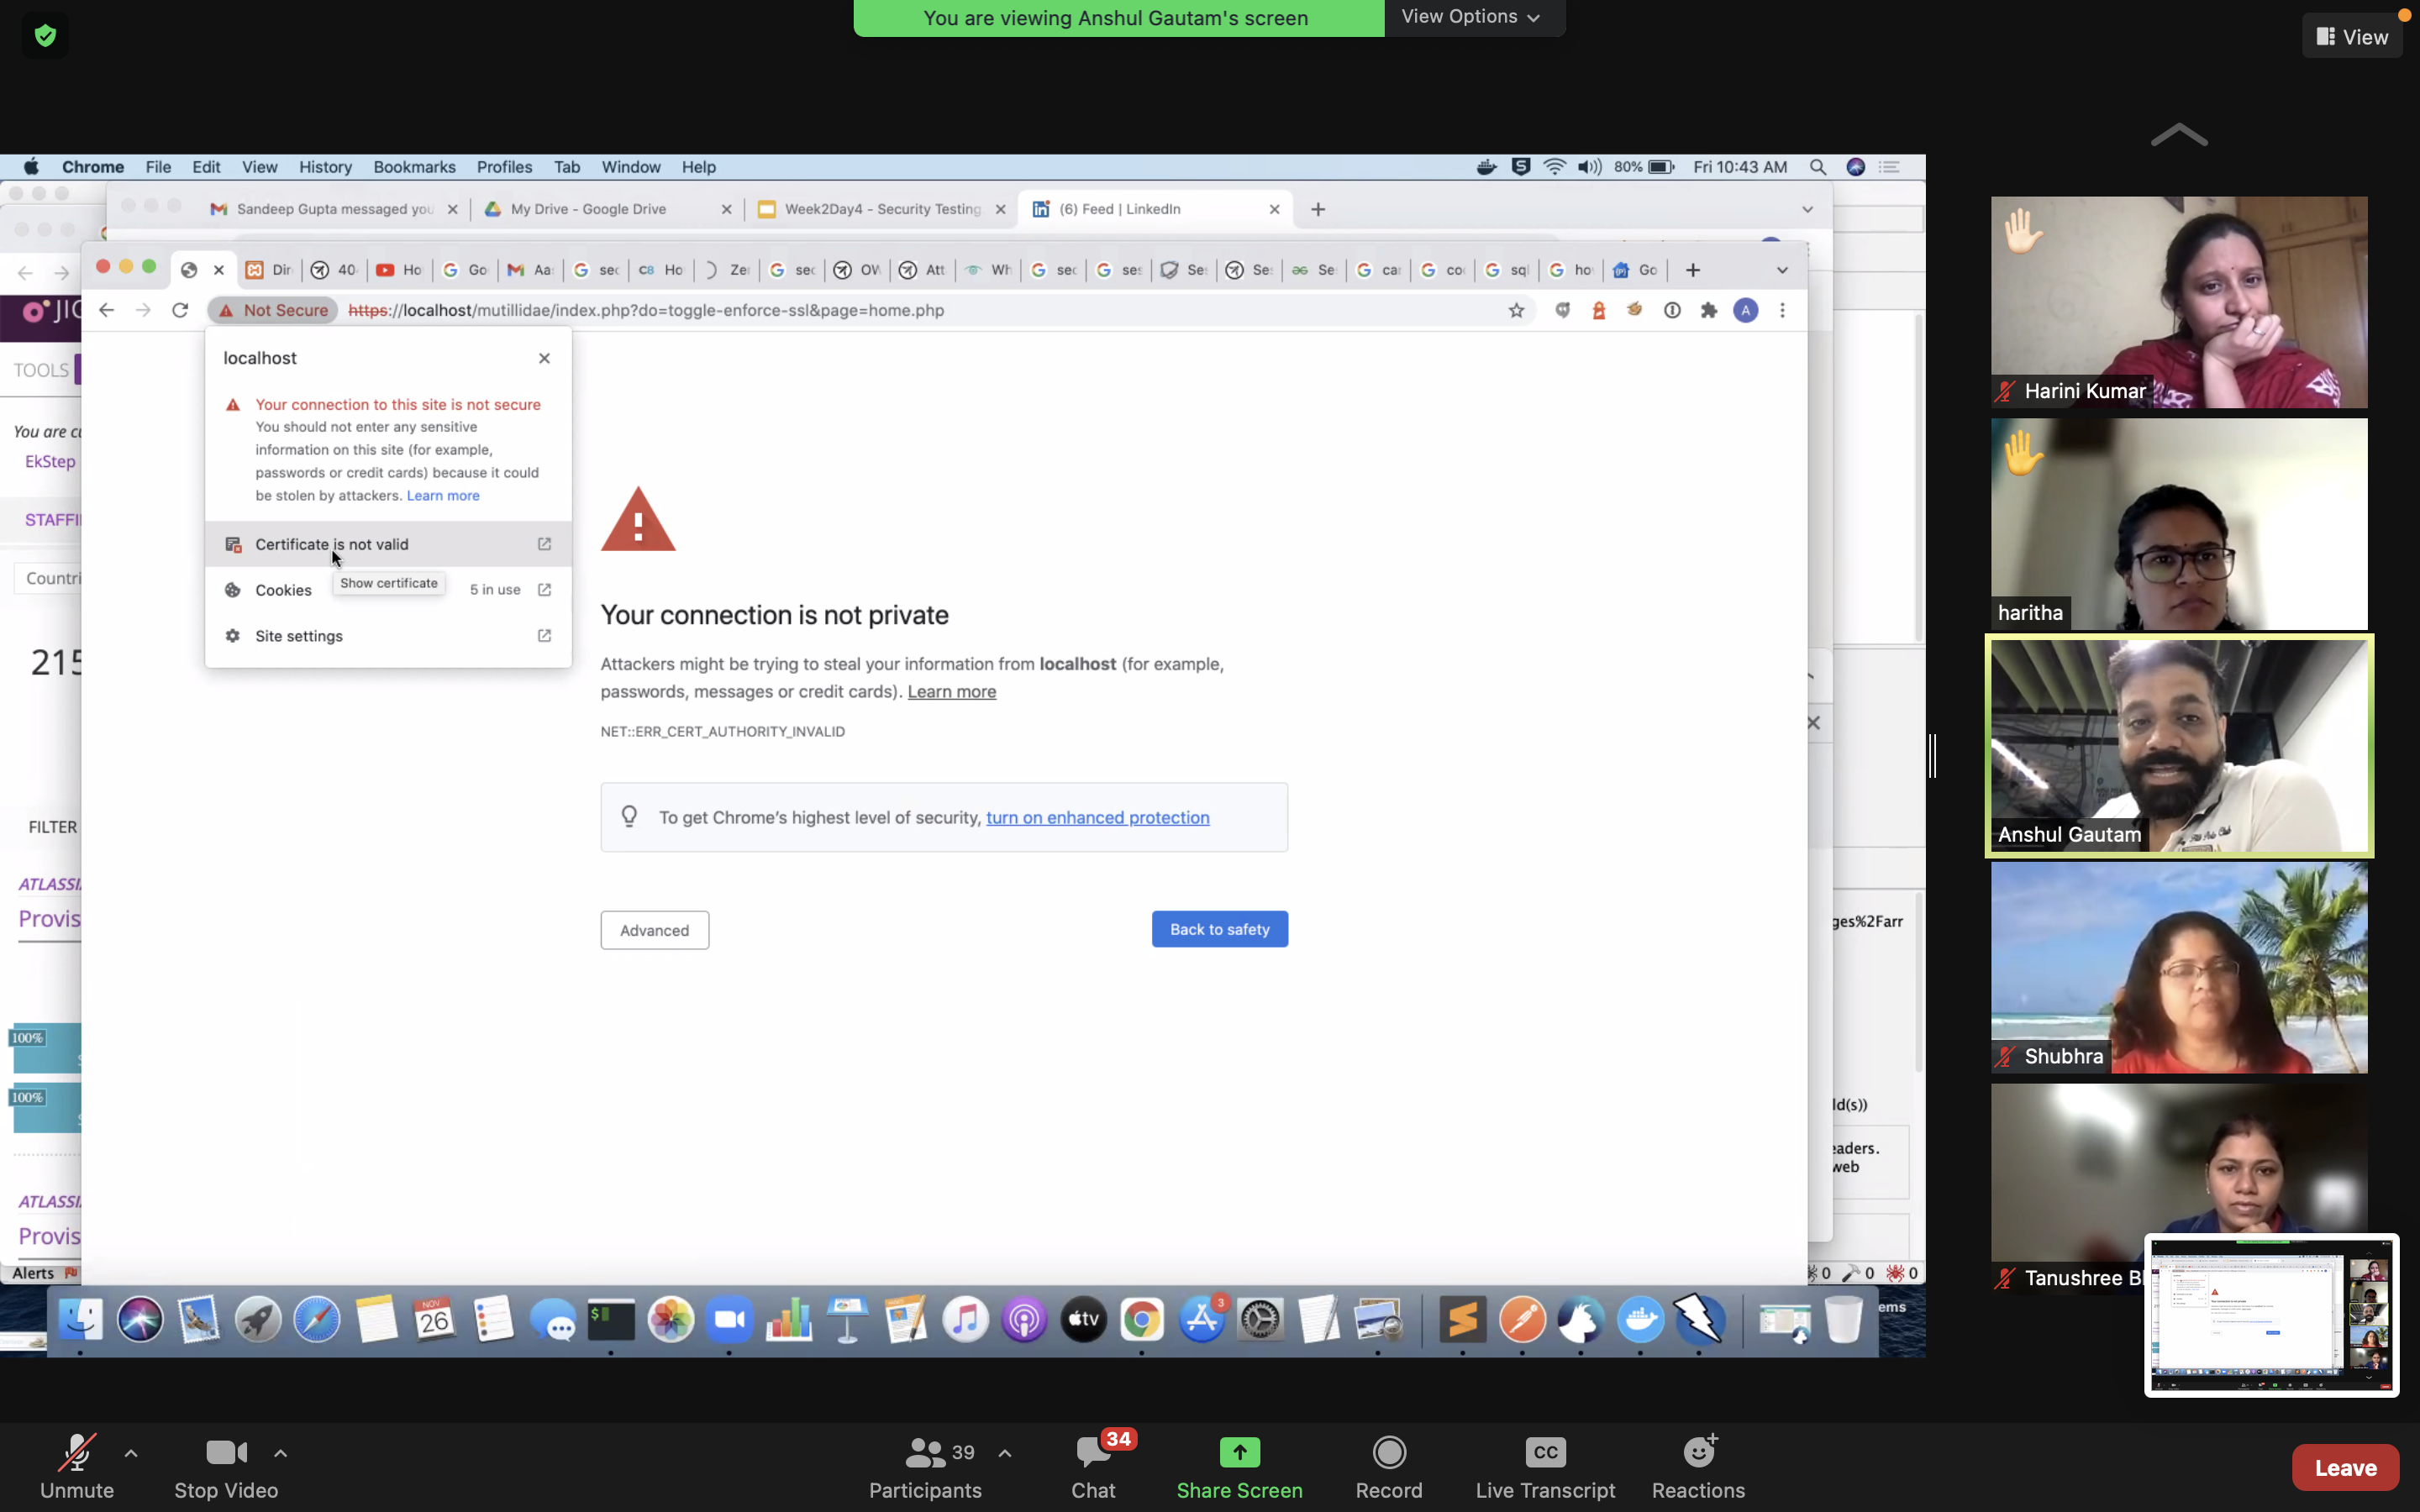 You are viewing Anshul Gautam's screen
View Options
View
Chrome File Edit View History Bookmarks Profiles Tab Window Help
80% Fri 10:43 AM
Sandeep Gupta messaged you
My Drive - Google Drive
Week2Day4 - Security Testing
(6) Feed | LinkedIn
Dir 40 Ho Go Aa sec Ho Ze sec OW Att Wh sec ses Se Se Se ca co sql ho Go
Not Secure https://localhost/mutillidae/index.php?do=toggle-enforce-ssl&page=home.php
A
localhost
Your connection to this site is not secure
You should not enter any sensitive
information on this site (for example,
passwords or credit cards) because it could
be stolen by attackers. Learn more
Certificate is not valid
Show certificate
Cookies
5 in use
Site settings
JIG
TOOLS
You are cu
EkStep
STAFFI
Countri
215
FILTER
ATLASSI
Provis
100%
100%
ATLASSI
Provis
Alerts
Your connection is not private
Attackers might be trying to steal your information from localhost (for example,
passwords, messages or credit cards). Learn more
NET::ERR_CERT_AUTHORITY_INVALID
To get Chrome's highest level of security, turn on enhanced protection
Advanced
Back to safety
ges%2Farr
ld(s))
eaders.
web
0 0 0
ems
NOV
26
tv
3
Harini Kumar
haritha
Anshul Gautam
Shubhra
Tanushree B
Unmute
Stop Video
39
Participants
34
Chat
Share Screen
Record
CC
Live Transcript
Reactions
Leave